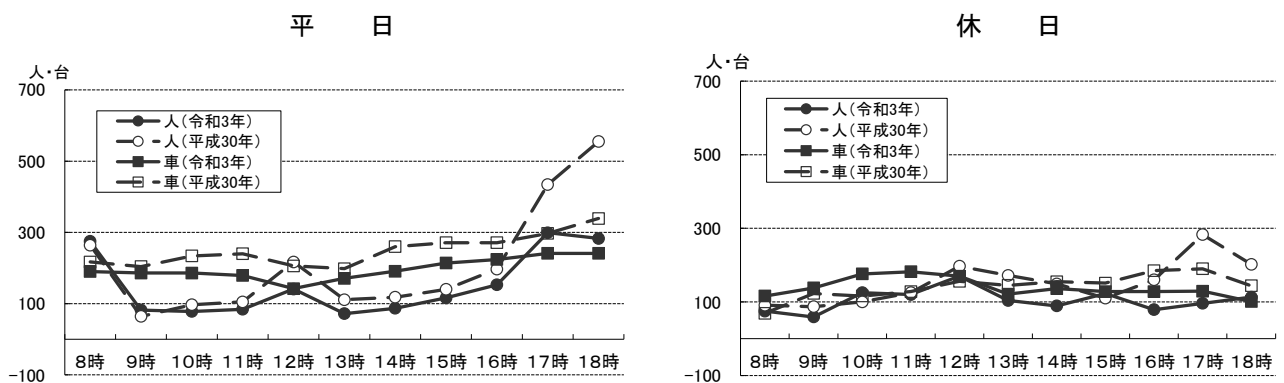 平　　日
人・台
700
500
300
100
-100
人（令和3年）
人（平成30年）
車（令和3年）
車（平成30年）
8時 9時 10時 11時 12時 13時 14時 15時 16時 17時 18時
休　　日
人・台
700
500
300
100
-100
人（令和3年）
人（平成30年）
車（令和3年）
車（平成30年）
8時 9時 10時 11時 12時 13時 14時 15時 16時 17時 18時